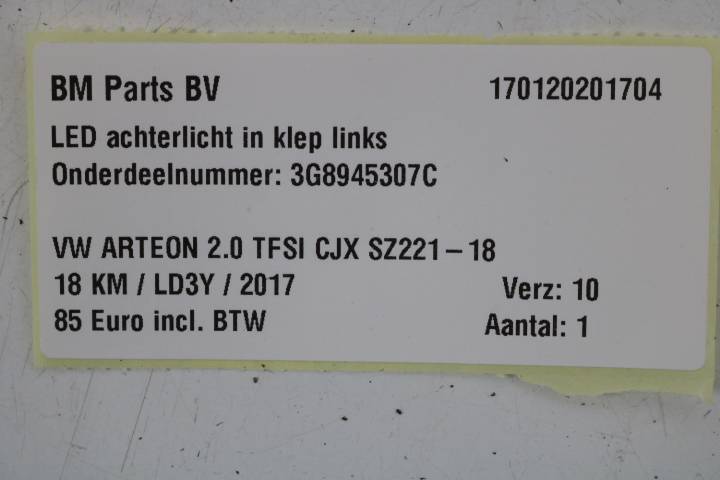 BM Parts BV 170120201704
LED achterlicht in klep links
Onderdeelnummer: 3G8945307C
VW ARTEON 2.0 TFSI CJX SZ221-18
18 KM / LD3Y / 2017 Verz: 10
85 Euro incl. BTW Aantal: 1